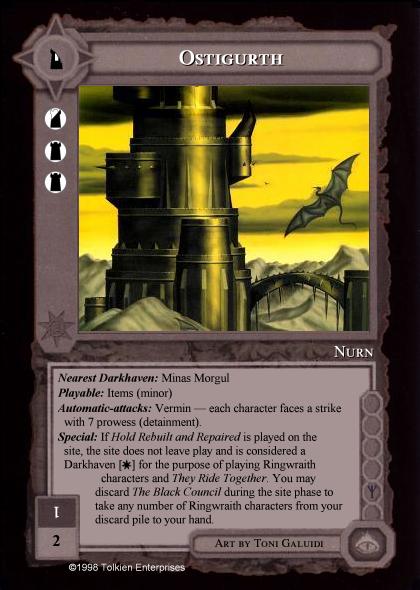 OSTIGURTH
NURN
Nearest Darkhaven: Minas Morgul
Playable: Items (minor)
Automatic-attacks: Vermin — each character faces a strike
with 7 prowess (detainment).
Special: If Hold Rebuilt and Repaired is played on the
site, the site does not leave play and is considered a
Darkhaven [✷] for the purpose of playing Ringwraith
characters and They Ride Together. You may
discard The Black Council during the site phase to
take any number of Ringwraith characters from your
discard pile to your hand.
1
2
ART BY TONI GALUIDI
©1998 Tolkien Enterprises